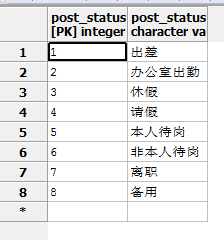 post_status post_status
[PK] integer character va
1 1 出差
2 2 办公室出勤
3 3 休假
4 4 请假
5 5 本人待岗
6 6 非本人待岗
7 7 离职
8 8 备用
*